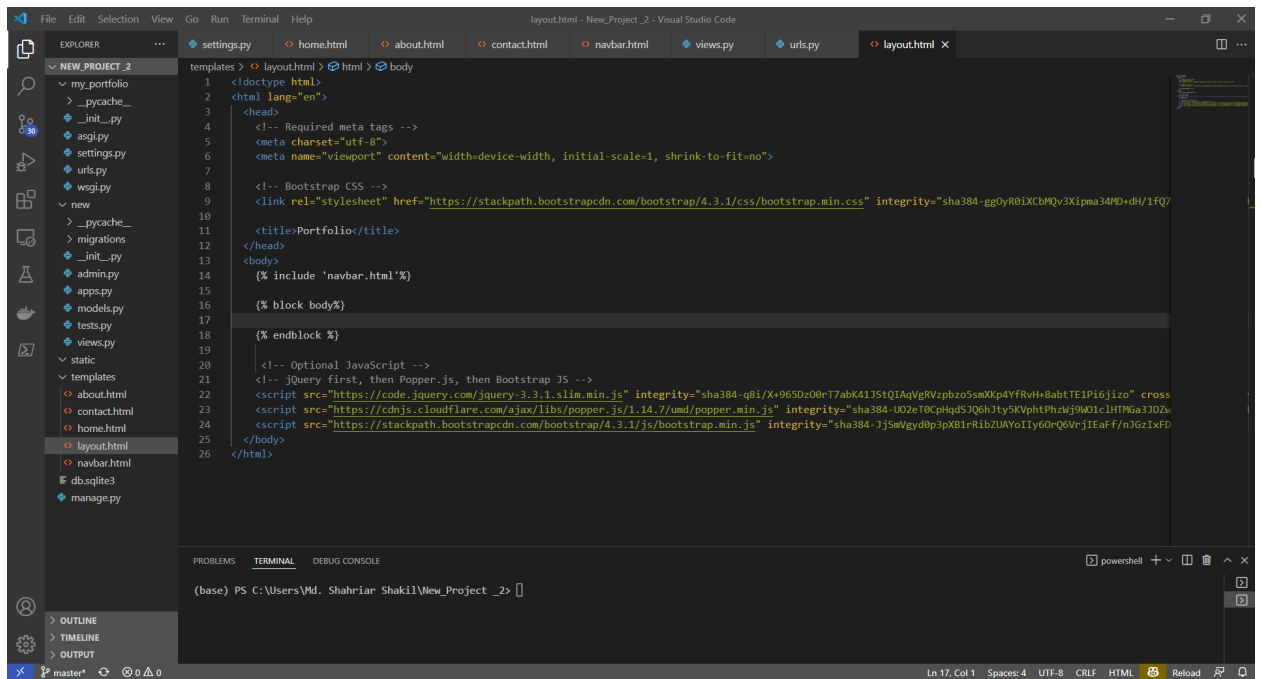 File Edit Selection View Go Run Terminal Help
layout.html - New_Project _2 - Visual Studio Code
EXPLORER
NEW_PROJECT _2
my_portfolio
__pycache__
__init__.py
asgi.py
settings.py
urls.py
wsgi.py
new
__pycache__
migrations
__init__.py
admin.py
apps.py
models.py
tests.py
views.py
static
templates
about.html
contact.html
home.html
layout.html
navbar.html
db.sqlite3
manage.py
OUTLINE
TIMELINE
OUTPUT
30
settings.py home.html about.html contact.html navbar.html views.py urls.py layout.html
templates > layout.html > html > body
1 <!doctype html>
2 <html lang="en">
3 <head>
4 <!-- Required meta tags -->
5 <meta charset="utf-8">
6 <meta name="viewport" content="width=device-width, initial-scale=1, shrink-to-fit=no">
7
8 <!-- Bootstrap CSS -->
9 <link rel="stylesheet" href="https://stackpath.bootstrapcdn.com/bootstrap/4.3.1/css/bootstrap.min.css" integrity="sha384-ggOyR0iXCbMQv3Xipma34MD+dH/1fQ7
10
11 <title>Portfolio</title>
12 </head>
13 <body>
14 {% include 'navbar.html'%}
15
16 {% block body%}
17
18 {% endblock %}
19
20 <!-- Optional JavaScript -->
21 <!-- jQuery first, then Popper.js, then Bootstrap JS -->
22 <script src="https://code.jquery.com/jquery-3.3.1.slim.min.js" integrity="sha384-q8i/X+965DzO0rT7abK41JStQIAqVgRVzpbzo5smXKp4YfRvH+8abtTE1Pi6jizo" cross
23 <script src="https://cdnjs.cloudflare.com/ajax/libs/popper.js/1.14.7/umd/popper.min.js" integrity="sha384-UO2eT0CpHqdSJQ6hJty5KVphtPhzWj9WO1clHTMGa3JDZw
24 <script src="https://stackpath.bootstrapcdn.com/bootstrap/4.3.1/js/bootstrap.min.js" integrity="sha384-JjSmVgyd0p3pXB1rRibZUAYoIIy6OrQ6VrjIEaFf/nJGzIxFD
25 </body>
26 </html>
PROBLEMS TERMINAL DEBUG CONSOLE
powershell
(base) PS C:\Users\Md. Shahriar Shakil\New_Project _2>
master* 0 0
Ln 17, Col 1 Spaces: 4 UTF-8 CRLF HTML Reload